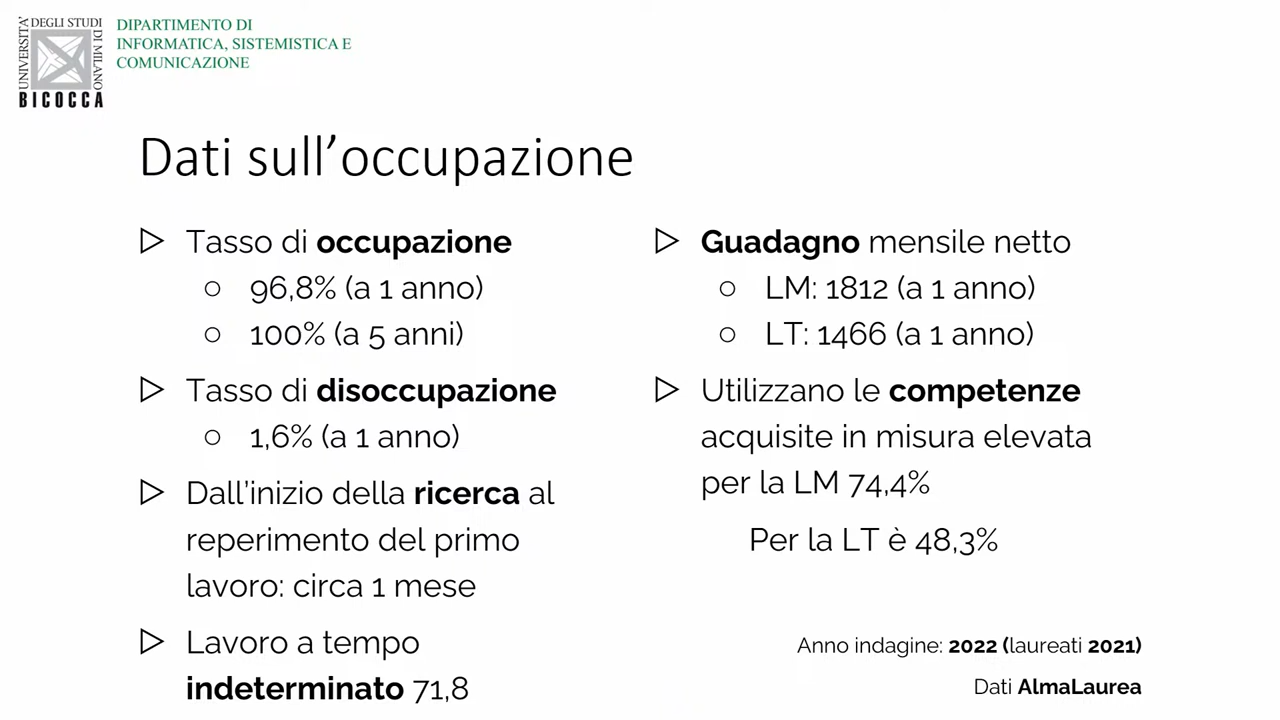 UNIVERSITÀ
DEGLI STUDI
DI MILANO
BICOCCA
DIPARTIMENTO DI
INFORMATICA, SISTEMISTICA E
COMUNICAZIONE
Dati sull’occupazione
▷ Tasso di occupazione
○ 96,8% (a 1 anno)
○ 100% (a 5 anni)
▷ Tasso di disoccupazione
○ 1,6% (a 1 anno)
▷ Dall’inizio della ricerca al
reperimento del primo
lavoro: circa 1 mese
▷ Lavoro a tempo
indeterminato 71,8
▷ Guadagno mensile netto
○ LM: 1812 (a 1 anno)
○ LT: 1466 (a 1 anno)
▷ Utilizzano le competenze
acquisite in misura elevata
per la LM 74,4%
Per la LT è 48,3%
Anno indagine: 2022 (laureati 2021)
Dati AlmaLaurea